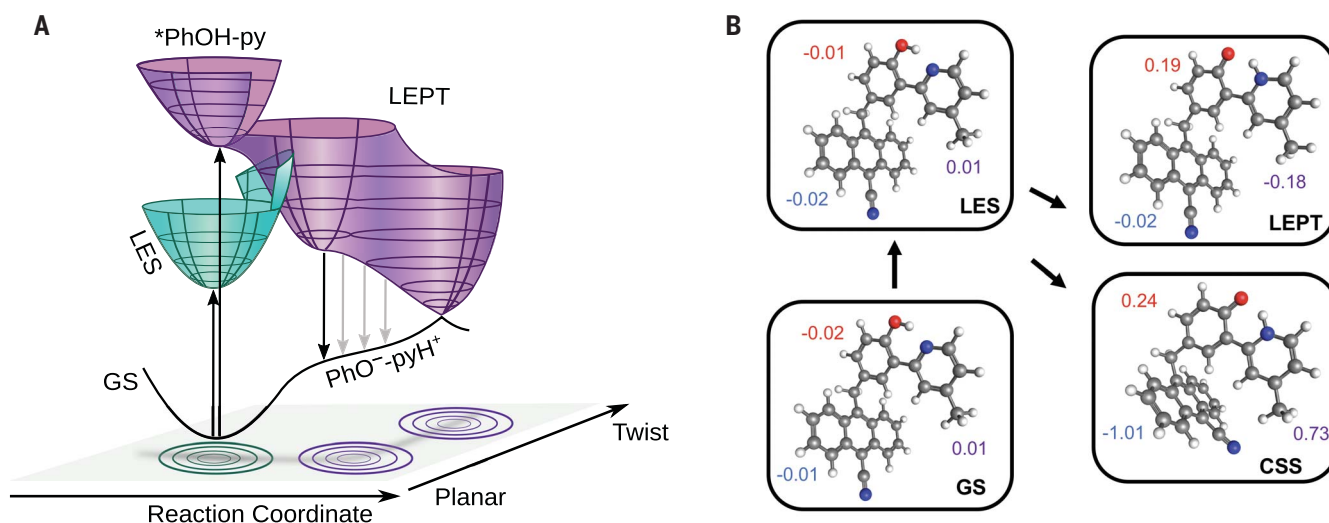 A
*PhOH-py
LEPT
LES
GS
PhO⁻-pyH⁺
Twist
Planar
Reaction Coordinate
B
-0.01
0.01
-0.02
LES
0.19
-0.18
-0.02
LEPT
-0.02
0.01
-0.01
GS
0.24
-1.01
0.73
CSS